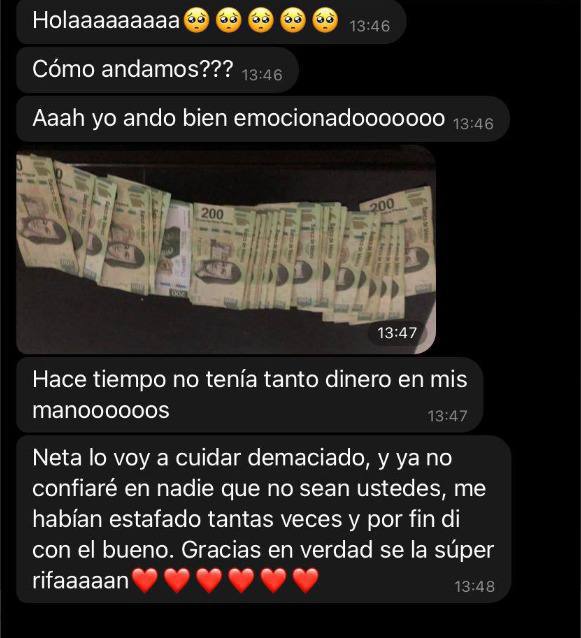 Holaaaaaaaaa🥺🥺🥺🥺🥺 13:46
Cómo andamos??? 13:46
Aaah yo ando bien emocionadooooooo 13:46
200
200
13:47
Hace tiempo no tenía tanto dinero en mis
manoooooos 13:47
Neta lo voy a cuidar demaciado, y ya no
confiaré en nadie que no sean ustedes, me
habían estafado tantas veces y por fin di
con el bueno. Gracias en verdad se la súper
rifaaaaan❤️❤️❤️❤️❤️❤️ 13:48